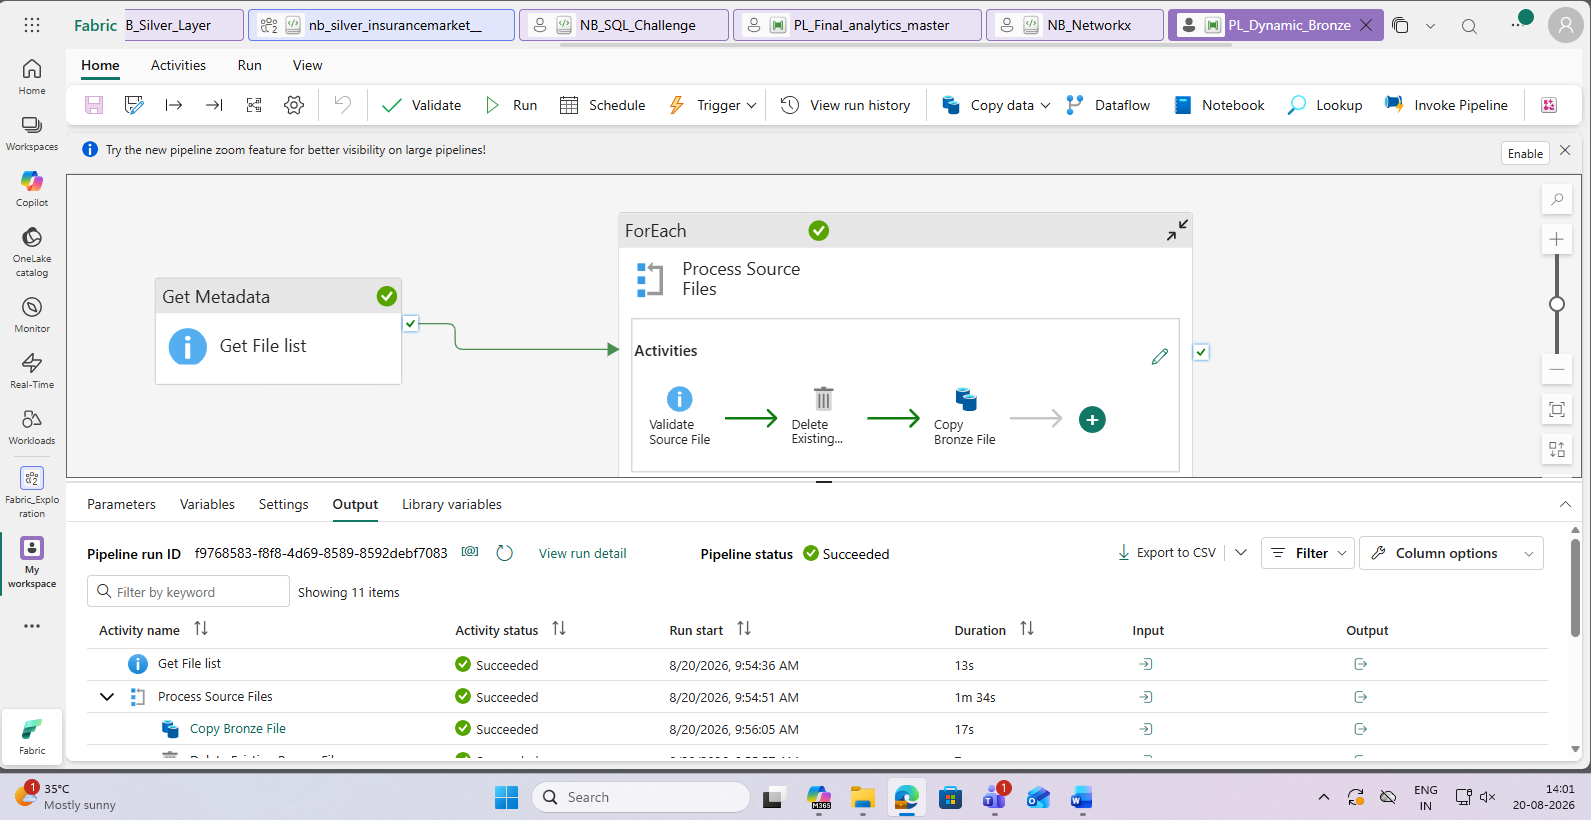 Fabric
B_Silver_Layer
nb_silver_insurancemarket__
NB_SQL_Challenge
PL_Final_analytics_master
NB_Networkx
PL_Dynamic_Bronze
Home
Activities
Run
View
Validate
Run
Schedule
Trigger
View run history
Copy data
Dataflow
Notebook
Lookup
Invoke Pipeline
Try the new pipeline zoom feature for better visibility on large pipelines!
Enable
Home
Workspaces
Copilot
OneLake
catalog
Monitor
Real-Time
Workloads
Fabric_Explo
ration
My
workspace
Fabric
Get Metadata
Get File list
ForEach
Process Source
Files
Activities
Validate
Source File
Delete
Existing...
Copy
Bronze File
Parameters
Variables
Settings
Output
Library variables
Pipeline run ID
f9768583-f8f8-4d69-8589-8592debf7083
View run detail
Pipeline status
Succeeded
Export to CSV
Filter
Column options
Filter by keyword
Showing 11 items
Activity name
Activity status
Run start
Duration
Input
Output
Get File list
Succeeded
8/20/2026, 9:54:36 AM
13s
Process Source Files
Succeeded
8/20/2026, 9:54:51 AM
1m 34s
Copy Bronze File
Succeeded
8/20/2026, 9:56:05 AM
17s
1
35°C
Mostly sunny
Search
M365
1
ENG
IN
14:01
20-08-2026